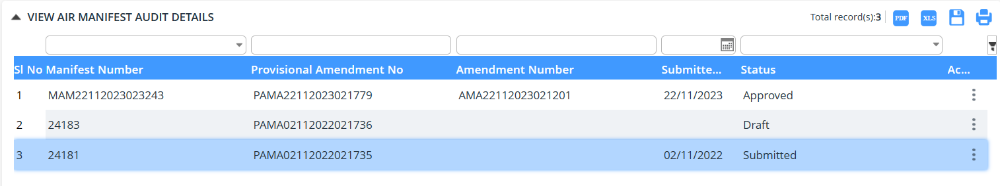 VIEW AIR MANIFEST AUDIT DETAILS Total record(s):3 PDF XLS
Sl No Manifest Number Provisional Amendment No Amendment Number Submitte... Status Ac...
1 MAM22112023023243 PAMA22112023021779 AMA22112023021201 22/11/2023 Approved
2 24183 PAMA02112022021736 Draft
3 24181 PAMA02112022021735 02/11/2022 Submitted